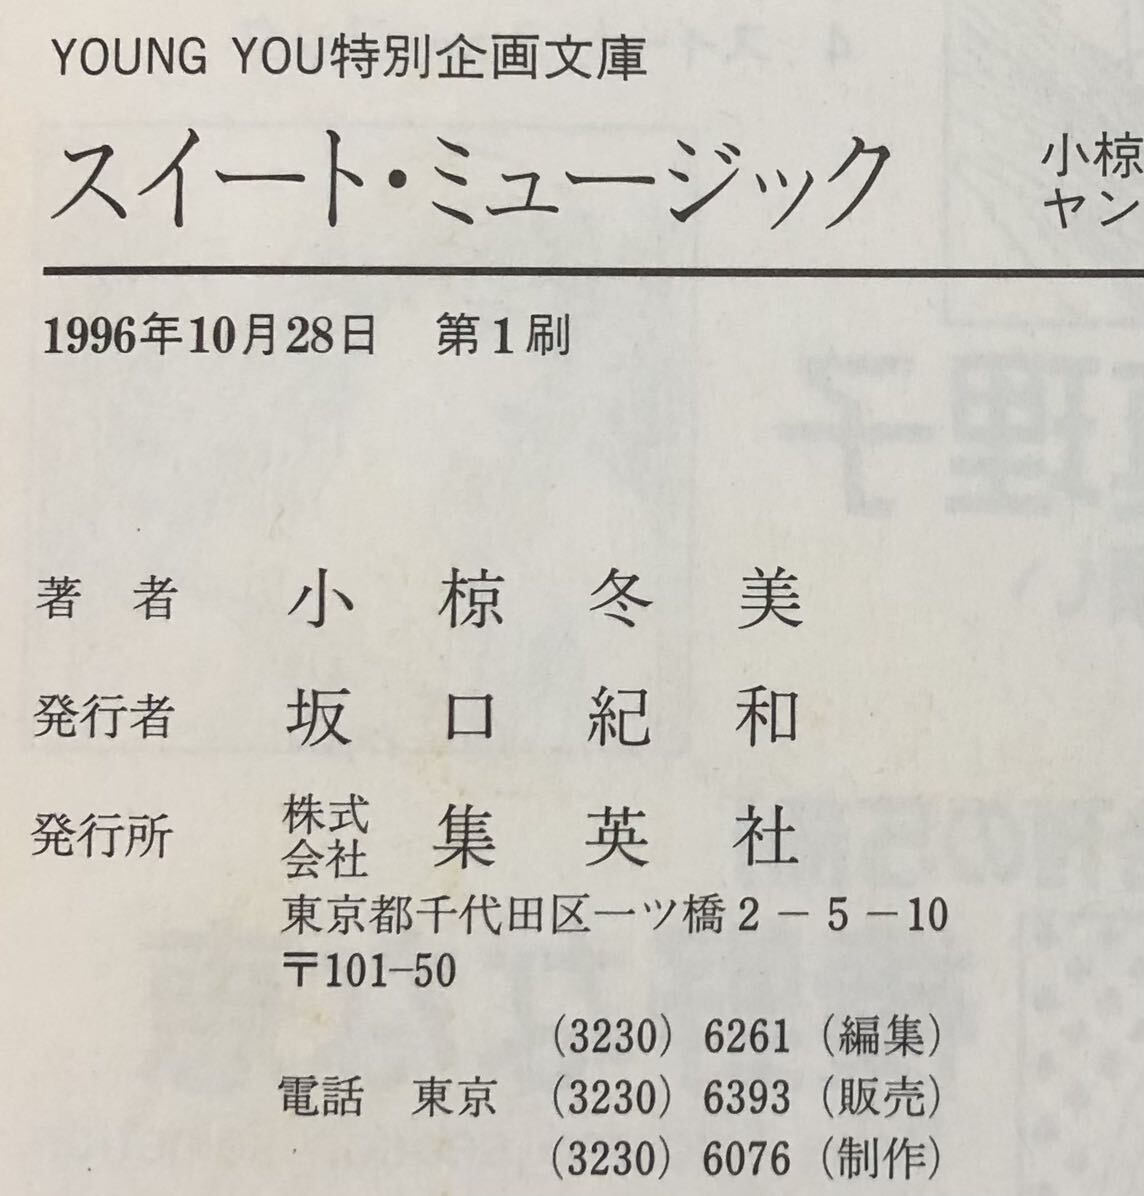 YOUNG YOU特別企画文庫
スイート・ミュージック
小椋
ヤン
1996年10月28日 第1刷
著者 小椋冬美
発行者 坂口紀和
発行所 株式会社 集英社
東京都千代田区一ツ橋2－5－10
〒101−50
(3230) 6261 (編集)
電話 東京 (3230) 6393 (販売)
(3230) 6076 (制作)